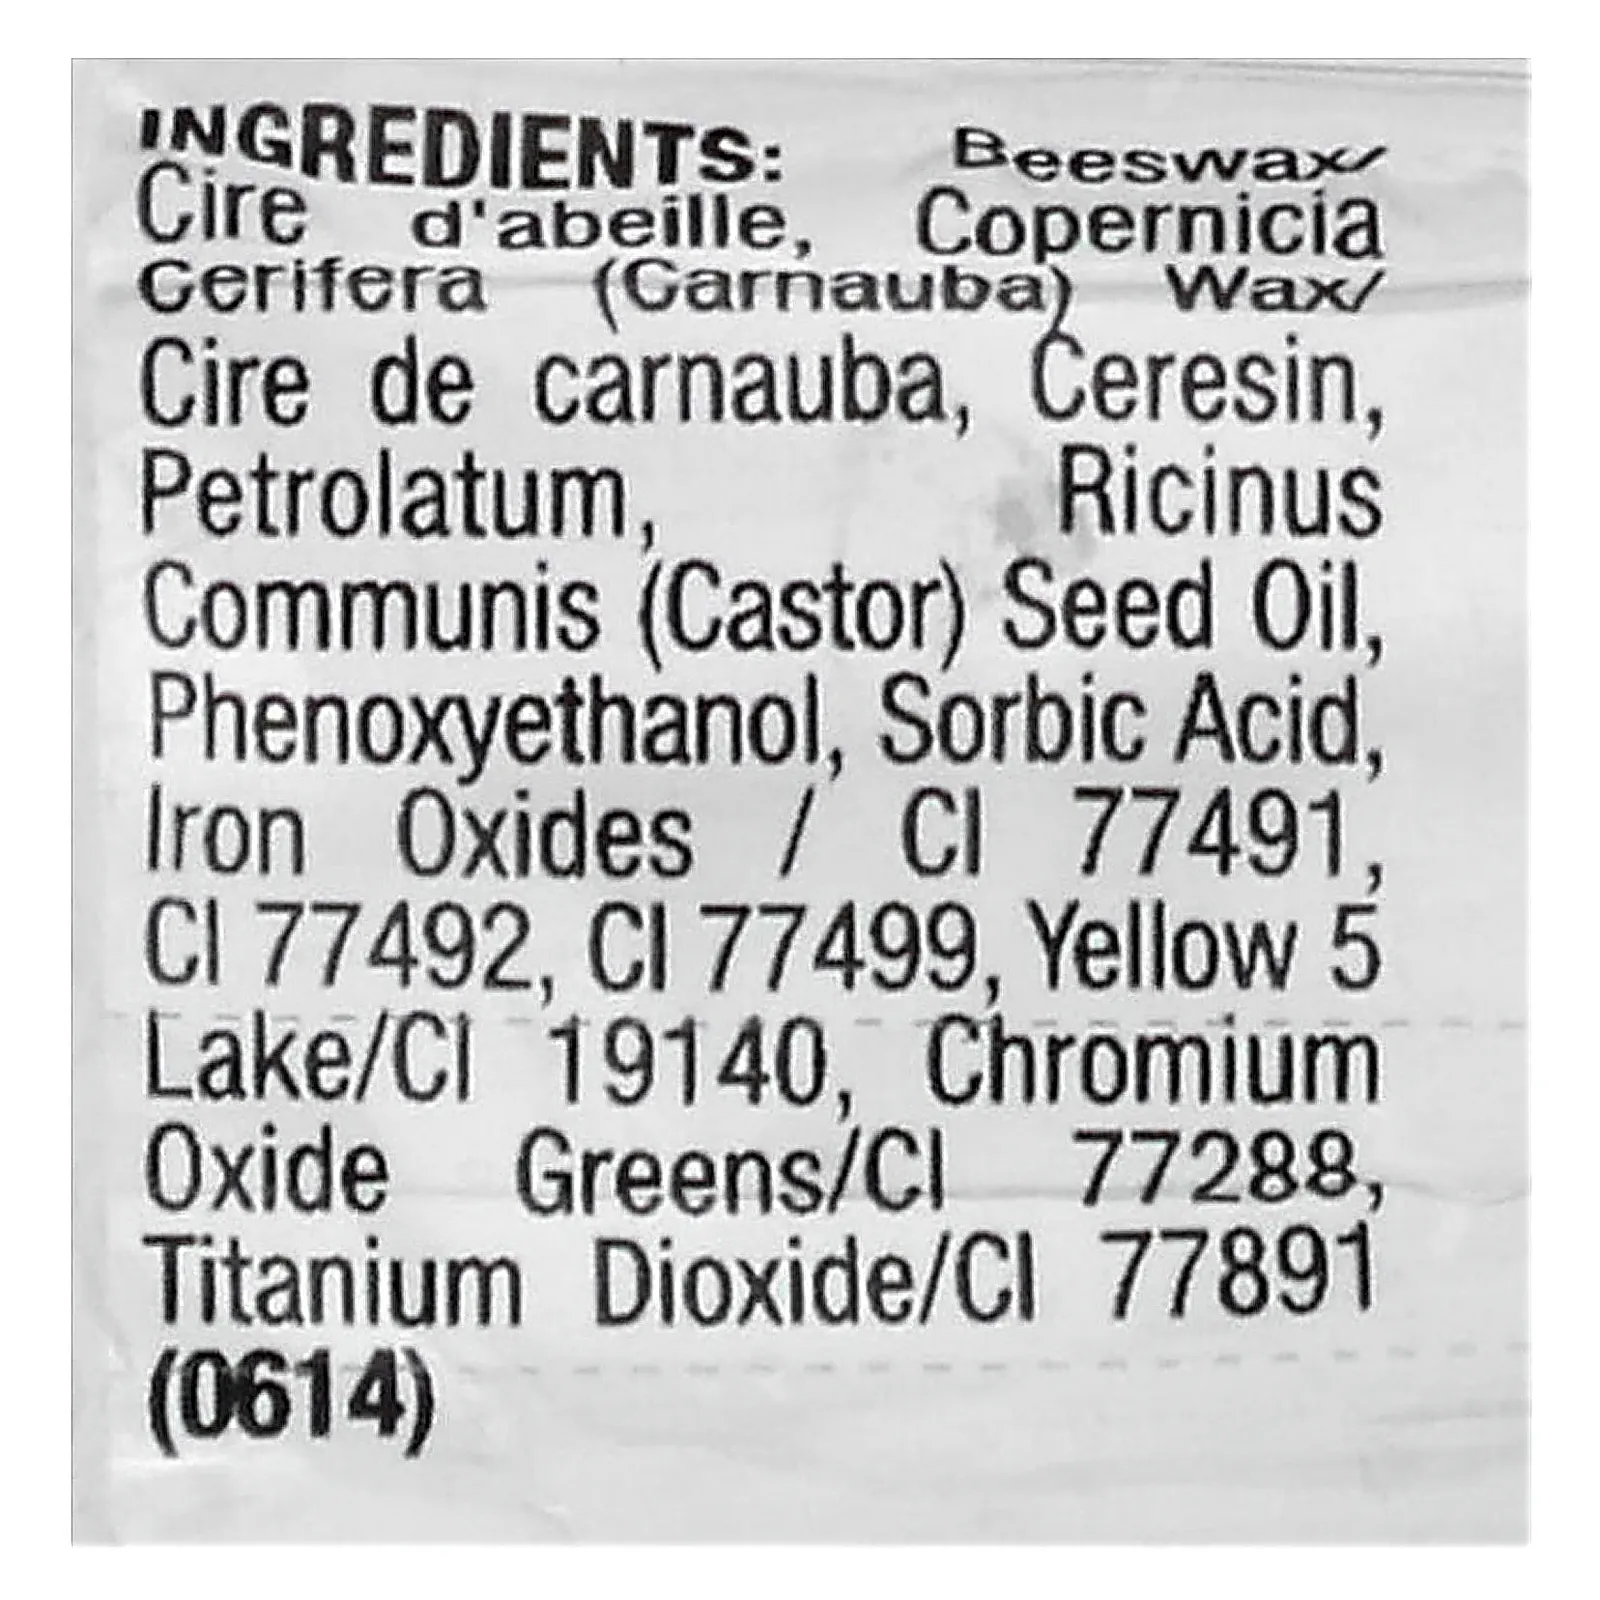 INGREDIENTS: Beeswax/
Cire d'abeille, Copernicia
Cerifera (Carnauba) Wax/
Cire de carnauba, Ceresin,
Petrolatum, Ricinus
Communis (Castor) Seed Oil,
Phenoxyethanol, Sorbic Acid,
Iron Oxides / CI 77491,
CI 77492, CI 77499, Yellow 5
Lake/CI 19140, Chromium
Oxide Greens/CI 77288,
Titanium Dioxide/CI 77891
(0614)